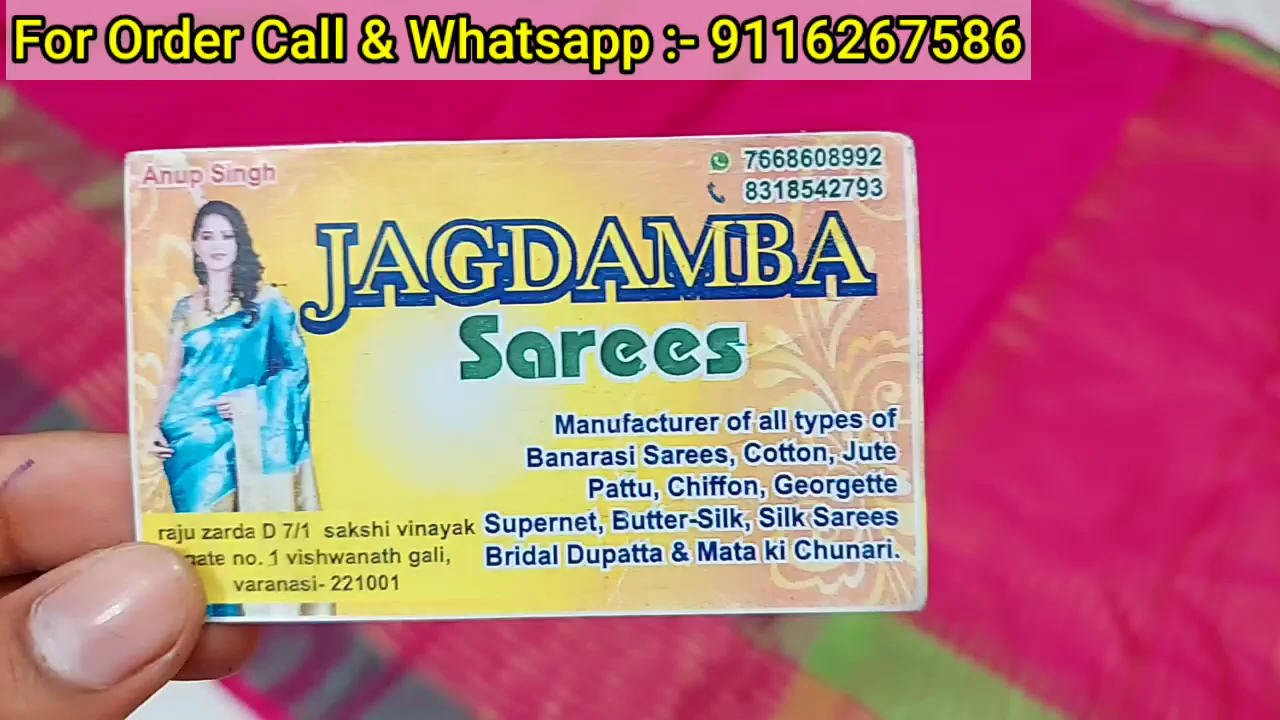 For Order Call & Whatsapp :- 9116267586
Anup Singh
7668608992
8318542793
JAGDAMBA
Sarees
Manufacturer of all types of
Banarasi Sarees, Cotton, Jute
Pattu, Chiffon, Georgette
Supernet, Butter-Silk, Silk Sarees
Bridal Dupatta & Mata ki Chunari.
raju zarda D 7/1 sakshi vinayak
gate no. 1 vishwanath gali,
varanasi- 221001